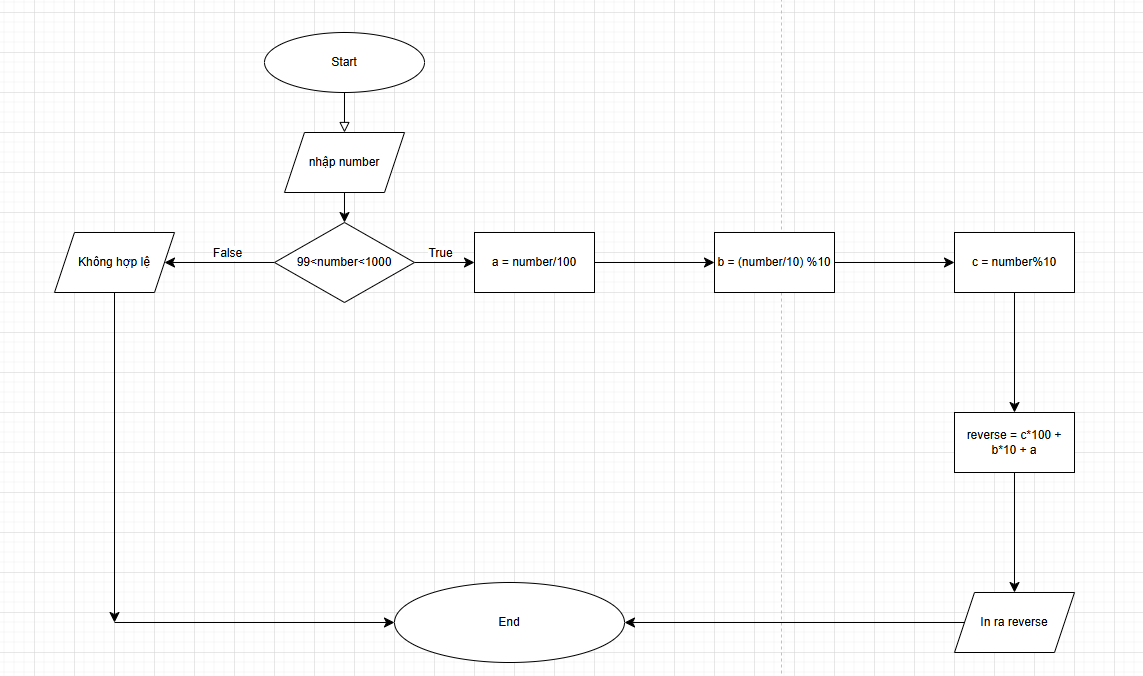 Start
nhập number
Không hợp lệ
False
99<number<1000
True
a = number/100
b = (number/10) %10
c = number%10
reverse = c*100 +
b*10 + a
In ra reverse
End